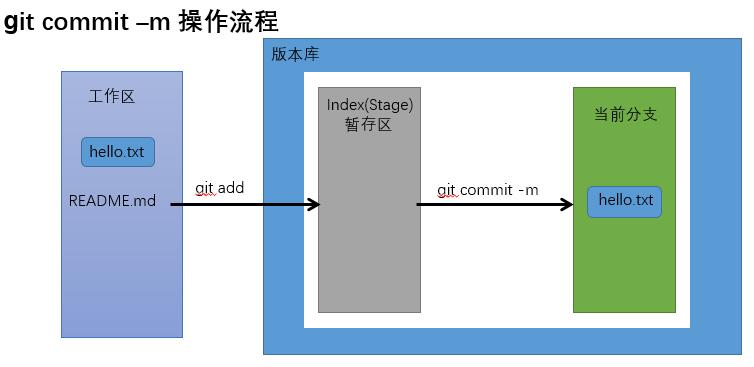 git commit –m 操作流程
版本库
工作区
Index(Stage)
暂存区
当前分支
hello.txt
git add
git commit -m
README.md
hello.txt